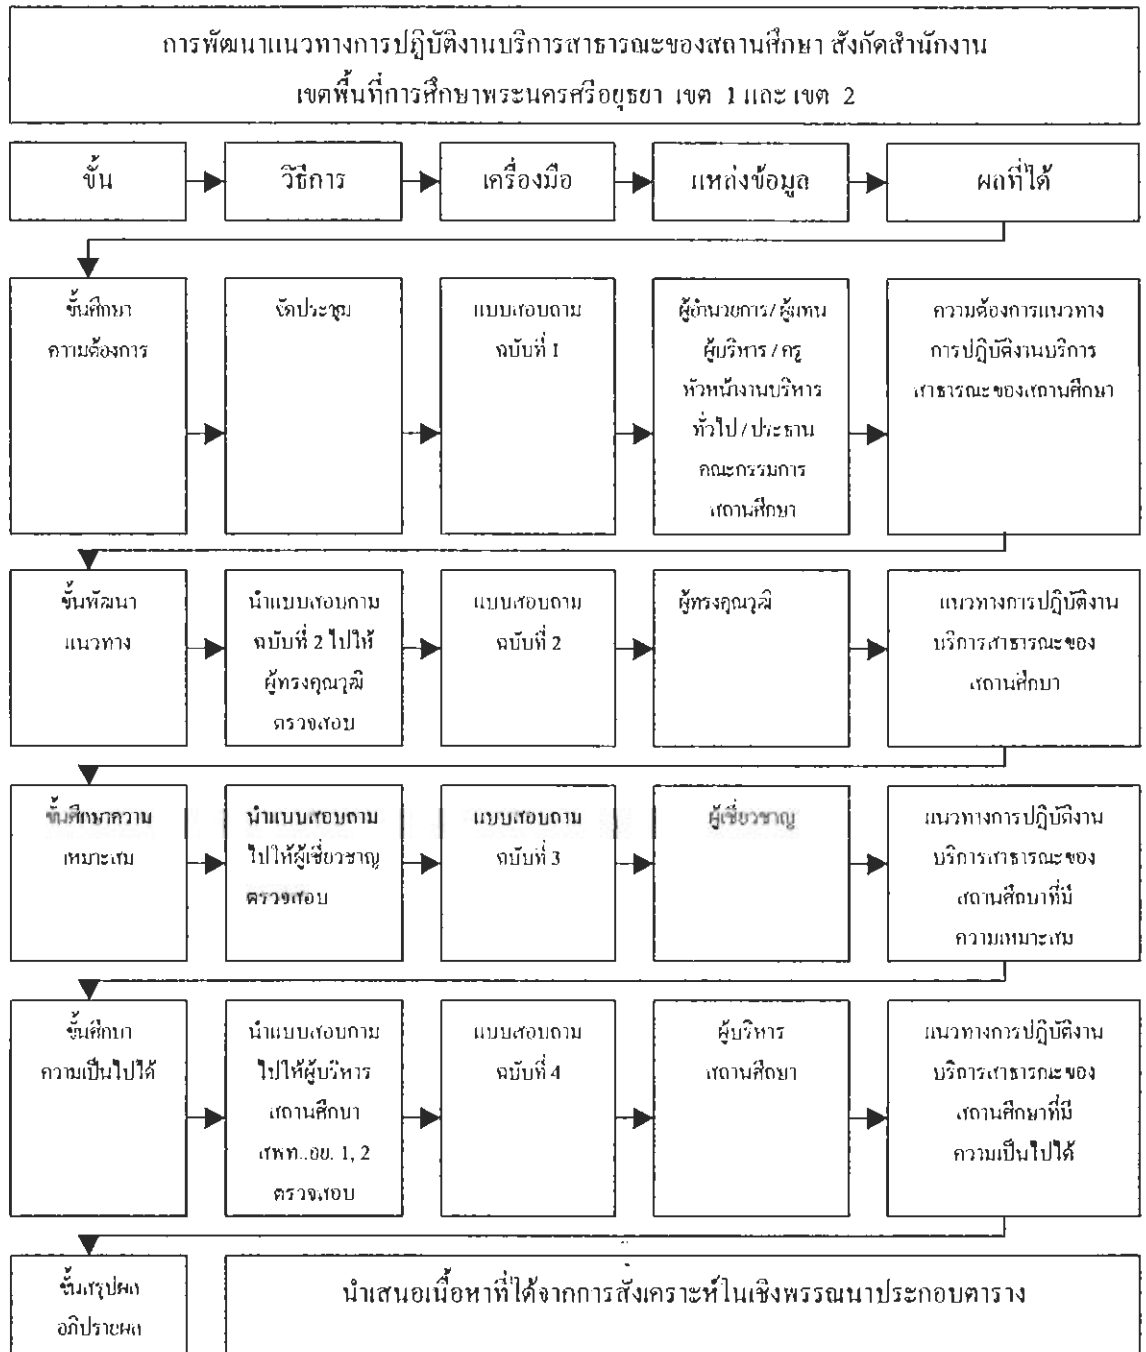 การพัฒนาแนวทางการปฏิบัติงานบริการสาธารณะของสถานศึกษา สังกัดสำนักงาน
เขตพื้นที่การศึกษาพระนครศรีอยุธยา เขต 1 และ เขต 2
ขั้น
วิธีการ
เครื่องมือ
แหล่งข้อมูล
ผลที่ได้
ขั้นศึกษา
ความต้องการ
จัดประชุม
แบบสอบถาม
ฉบับที่ 1
ผู้อำนวยการ/ ผู้แทน
ผู้บริหาร / ครู
หัวหน้างานบริหาร
ทั่วไป / ประธาน
คณะกรรมการ
สถานศึกษา
ความต้องการแนวทาง
การปฏิบัติงานบริการ
สาธารณะของสถานศึกษา
ขั้นพัฒนา
แนวทาง
นำแบบสอบถาม
ฉบับที่ 2 ไปให้
ผู้ทรงคุณวุฒิ
ตรวจสอบ
แบบสอบถาม
ฉบับที่ 2
ผู้ทรงคุณวุฒิ
แนวทางการปฏิบัติงาน
บริการสาธารณะของ
สถานศึกษา
ขั้นศึกษาความ
เหมาะสม
นำแบบสอบถาม
ไปให้ผู้เชี่ยวชาญ
ตรวจสอบ
แบบสอบถาม
ฉบับที่ 3
ผู้เชี่ยวชาญ
แนวทางการปฏิบัติงาน
บริการสาธารณะของ
สถานศึกษาที่มี
ความเหมาะสม
ขั้นศึกษา
ความเป็นไปได้
นำแบบสอบถาม
ไปให้ผู้บริหาร
สถานศึกษา
สพท..อย. 1, 2
ตรวจสอบ
แบบสอบถาม
ฉบับที่ 4
ผู้บริหาร
สถานศึกษา
แนวทางการปฏิบัติงาน
บริการสาธารณะของ
สถานศึกษาที่มี
ความเป็นไปได้
ขั้นสรุปผล
อภิปรายผล
นำเสนอเนื้อหาที่ได้จากการสังเคราะห์ในเชิงพรรณนาประกอบตาราง